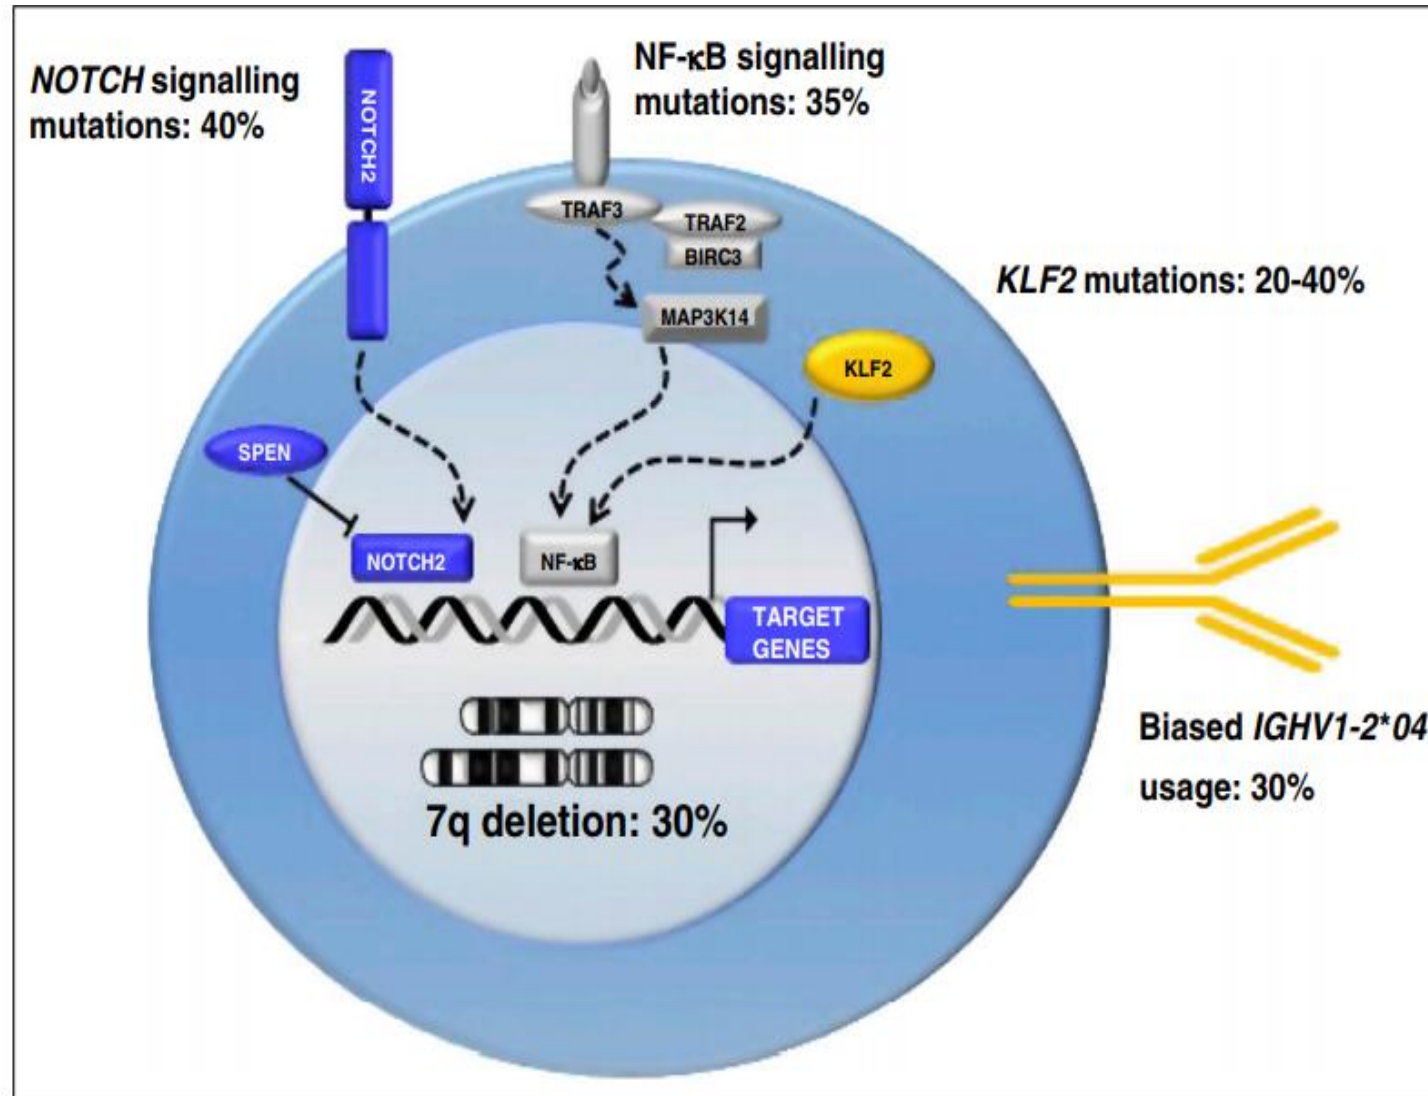 NOTCH signalling
mutations: 40%
NOTCH2
NF-κB signalling
mutations: 35%
TRAF3
TRAF2
BIRC3
MAP3K14
KLF2 mutations: 20-40%
KLF2
SPEN
NOTCH2
NF-κB
TARGET
GENES
7q deletion: 30%
Biased IGHV1-2*04
usage: 30%